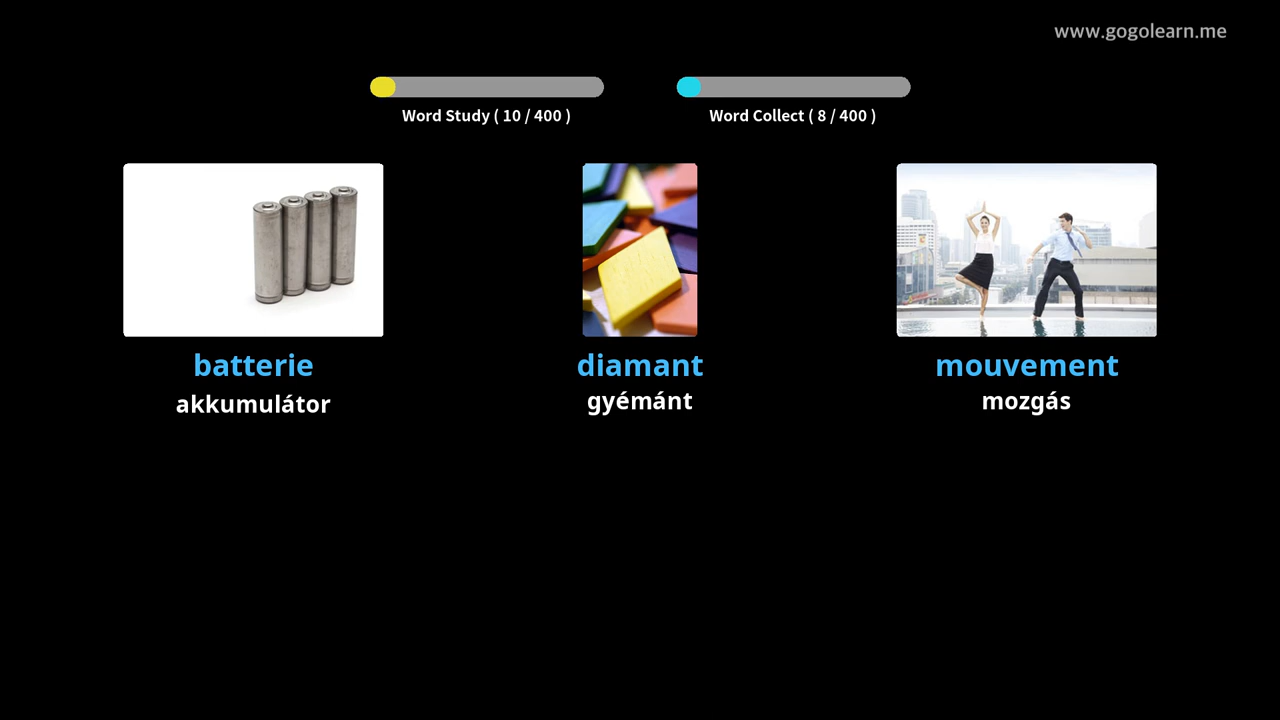 www.gogolearn.me
Word Study ( 10 / 400 )
Word Collect ( 8 / 400 )
batterie
akkumulátor
diamant
gyémánt
mouvement
mozgás